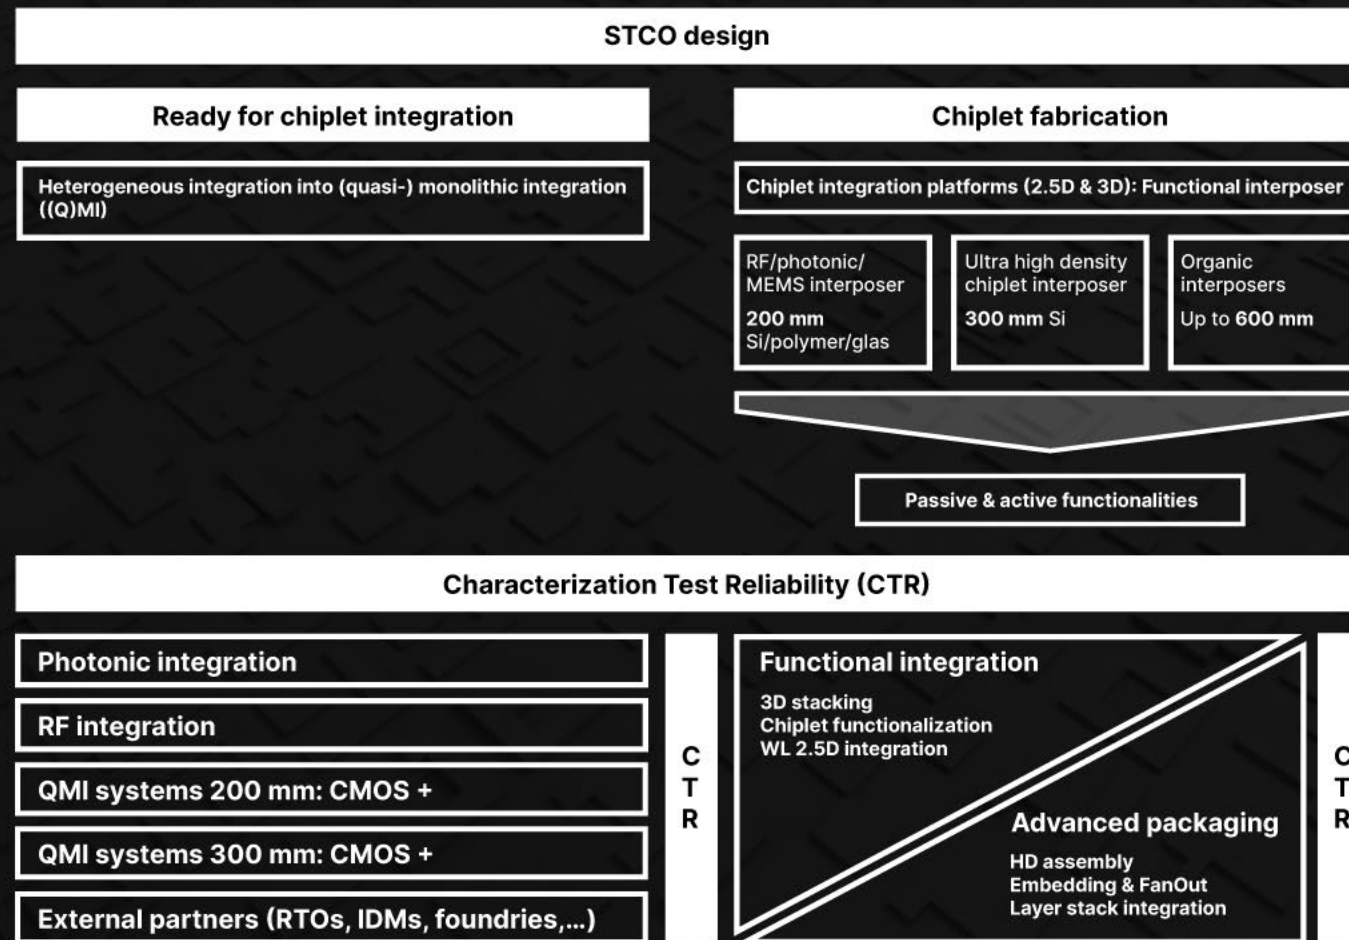 STCO design
Ready for chiplet integration
Heterogeneous integration into (quasi-) monolithic integration
((Q)MI)
Chiplet fabrication
Chiplet integration platforms (2.5D & 3D): Functional interposer
RF/photonic/
MEMS interposer
200 mm
Si/polymer/glas
Ultra high density
chiplet interposer
300 mm Si
Organic
interposers
Up to 600 mm
Passive & active functionalities
Characterization Test Reliability (CTR)
Photonic integration
RF integration
QMI systems 200 mm: CMOS +
QMI systems 300 mm: CMOS +
External partners (RTOs, IDMs, foundries,...)
C
T
R
Functional integration
3D stacking
Chiplet functionalization
WL 2.5D integration
Advanced packaging
HD assembly
Embedding & FanOut
Layer stack integration
C
T
R